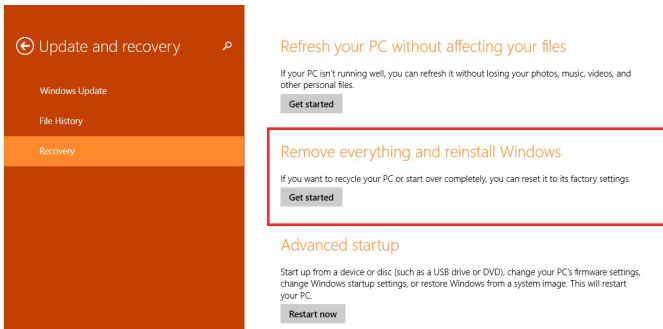 Update and recovery
Windows Update
File History
Recovery
Refresh your PC without affecting your files
If your PC isn't running well, you can refresh it without losing your photos, music, videos, and
other personal files.
Get started
Remove everything and reinstall Windows
If you want to recycle your PC or start over completely, you can reset it to its factory settings.
Get started
Advanced startup
Start up from a device or disc (such as a USB drive or DVD), change your PC's firmware settings,
change Windows startup settings, or restore Windows from a system image. This will restart
your PC.
Restart now